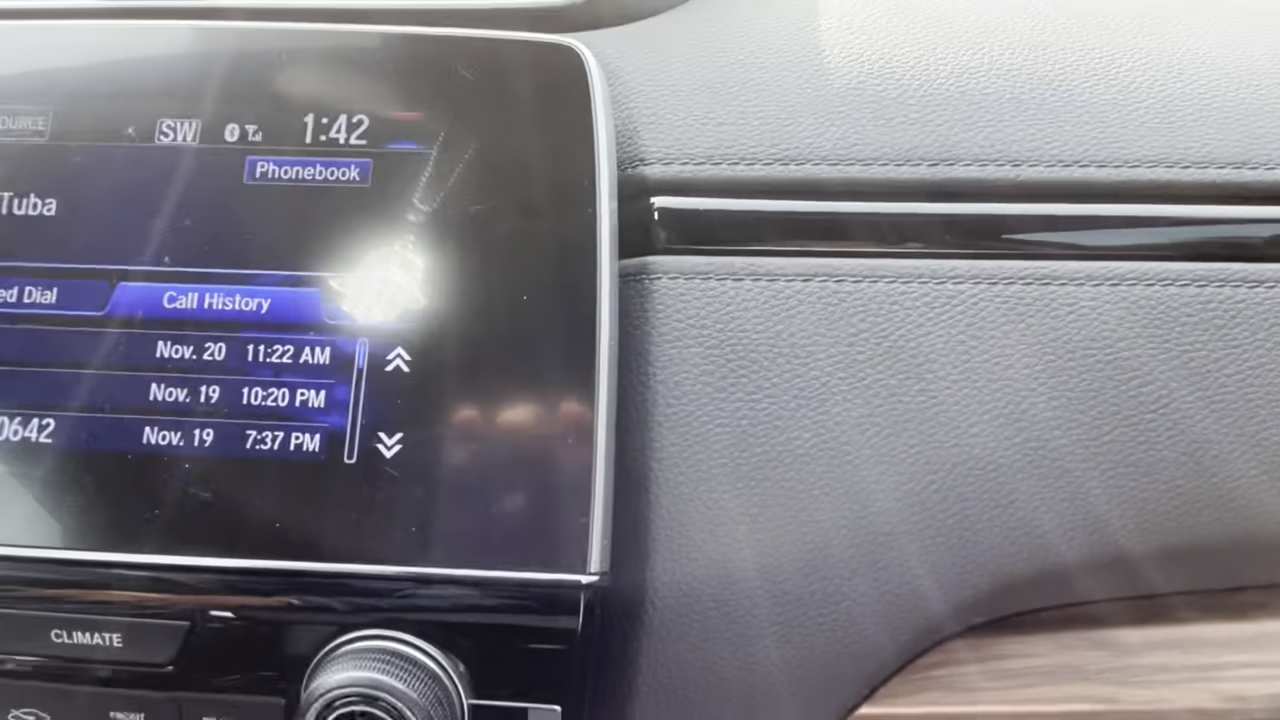 OURCE SW 1:42
Phonebook
Tuba
ed Dial Call History
Nov. 20 11:22 AM
Nov. 19 10:20 PM
0642 Nov. 19 7:37 PM
CLIMATE